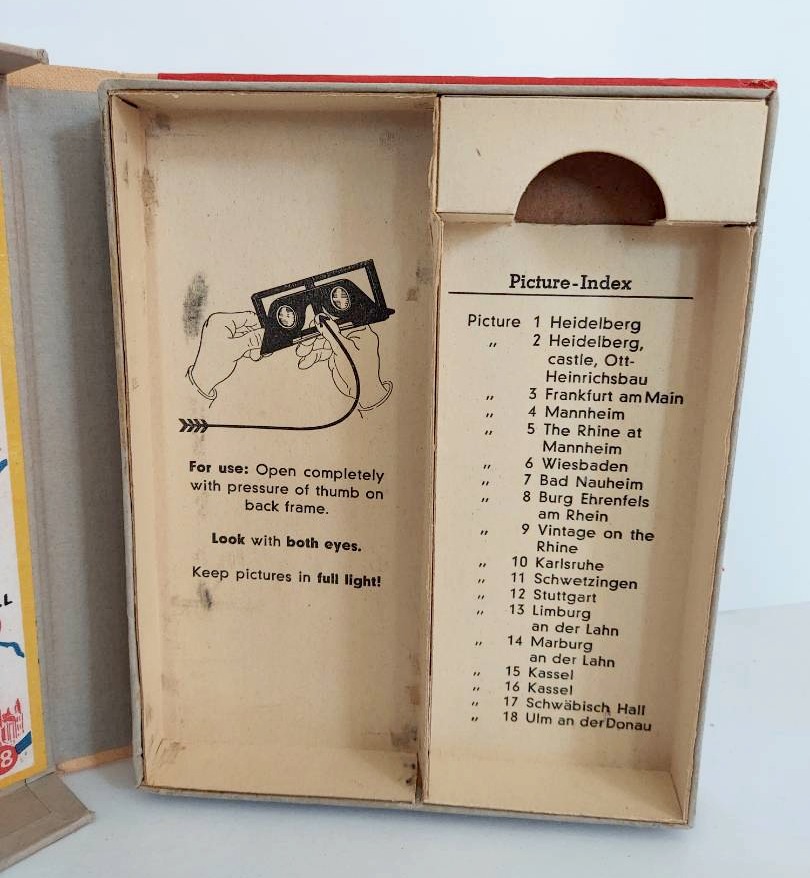 For use: Open completely
with pressure of thumb on
back frame.
Look with both eyes.
Keep pictures in full light!
Picture-Index
Picture 1 Heidelberg
„ 2 Heidelberg,
castle, Ott-
Heinrichsbau
„ 3 Frankfurt am Main
„ 4 Mannheim
„ 5 The Rhine at
Mannheim
„ 6 Wiesbaden
„ 7 Bad Nauheim
„ 8 Burg Ehrenfels
am Rhein
„ 9 Vintage on the
Rhine
„ 10 Karlsruhe
„ 11 Schwetzingen
„ 12 Stuttgart
„ 13 Limburg
an der Lahn
„ 14 Marburg
an der Lahn
„ 15 Kassel
„ 16 Kassel
„ 17 Schwäbisch Hall
„ 18 Ulm an der Donau
8